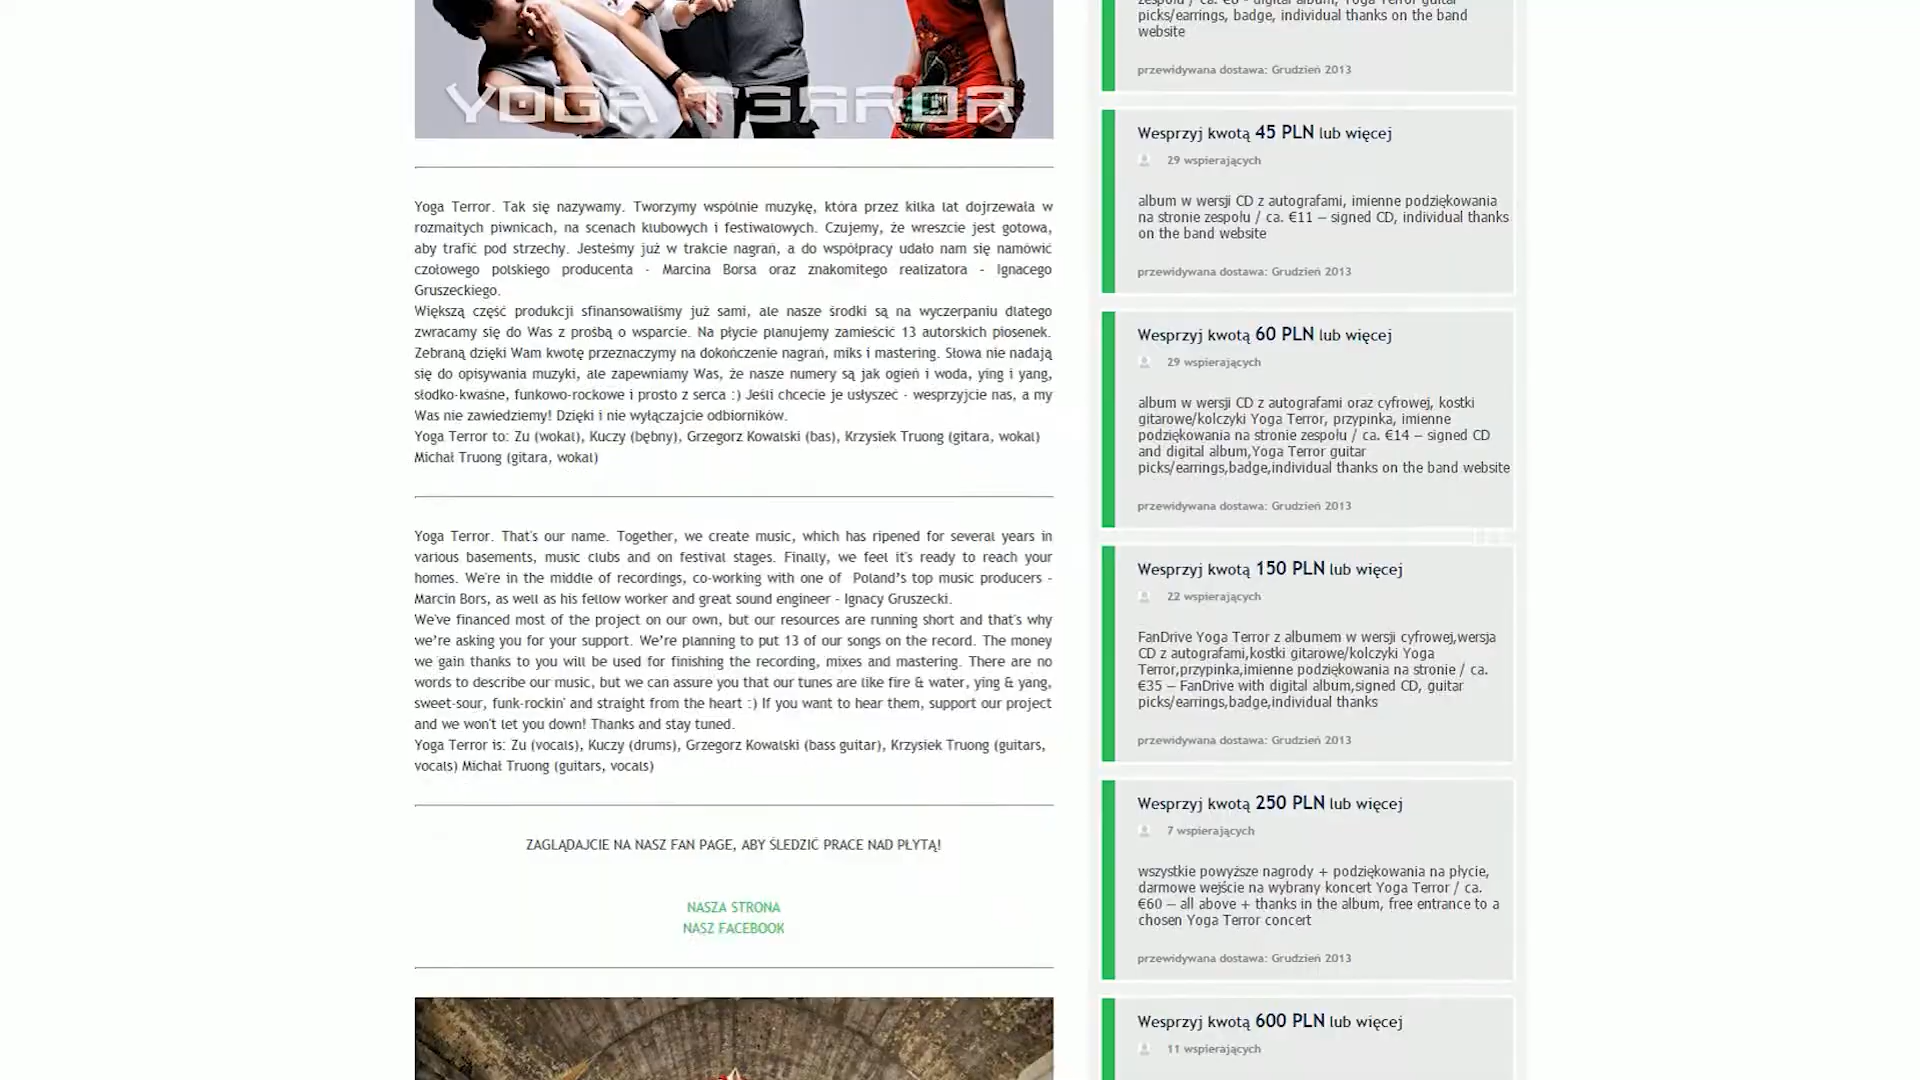 YOGA TERROR
Yoga Terror. Tak się nazywamy. Tworzymy wspólnie muzykę, która przez kilka lat dojrzewała w
rozmaitych piwnicach, na scenach klubowych i festiwalowych. Czujemy, że wreszcie jest gotowa,
aby trafić pod strzechy. Jesteśmy już w trakcie nagrań, a do współpracy udało nam się namówić
czołowego polskiego producenta - Marcina Borsa oraz znakomitego realizatora - Ignacego
Gruszeckiego.
Większą część produkcji sfinansowaliśmy już sami, ale nasze środki są na wyczerpaniu dlatego
zwracamy się do Was z prośbą o wsparcie. Na płycie planujemy zamieścić 13 autorskich piosenek.
Zebraną dzięki Wam kwotę przeznaczymy na dokończenie nagrań, miks i mastering. Słowa nie nadają
się do opisywania muzyki, ale zapewniamy Was, że nasze numery są jak ogień i woda, ying i yang,
słodko-kwaśne, funkowo-rockowe i prosto z serca :) Jeśli chcecie je usłyszeć - wesprzyjcie nas, a my
Was nie zawiedziemy! Dzięki i nie wyłączajcie odbiorników.
Yoga Terror to: Zu (wokal), Kuczy (bębny), Grzegorz Kowalski (bas), Krzysiek Truong (gitara, wokal)
Michał Truong (gitara, wokal)
Yoga Terror. That's our name. Together, we create music, which has ripened for several years in
various basements, music clubs and on festival stages. Finally, we feel it's ready to reach your
homes. We're in the middle of recordings, co-working with one of Poland’s top music producers -
Marcin Bors, as well as his fellow worker and great sound engineer - Ignacy Gruszecki.
We've financed most of the project on our own, but our resources are running short and that's why
we’re asking you for your support. We’re planning to put 13 of our songs on the record. The money
we gain thanks to you will be used for finishing the recording, mixes and mastering. There are no
words to describe our music, but we can assure you that our tunes are like fire & water, ying & yang,
sweet-sour, funk-rockin' and straight from the heart :) If you want to hear them, support our project
and we won't let you down! Thanks and stay tuned.
Yoga Terror is: Zu (vocals), Kuczy (drums), Grzegorz Kowalski (bass guitar), Krzysiek Truong (guitars,
vocals) Michał Truong (guitars, vocals)
ZAGLĄDAJCIE NA NASZ FAN PAGE, ABY ŚLEDZIĆ PRACE NAD PŁYTĄ!
NASZA STRONA
NASZ FACEBOOK
zespołu / ca. €8 - digital album, Yoga Terror guitar
picks/earrings, badge, individual thanks on the band
website
przewidywana dostawa: Grudzień 2013
Wesprzyj kwotą 45 PLN lub więcej
29 wspierających
album w wersji CD z autografami, imienne podziękowania
na stronie zespołu / ca. €11 – signed CD, individual thanks
on the band website
przewidywana dostawa: Grudzień 2013
Wesprzyj kwotą 60 PLN lub więcej
29 wspierających
album w wersji CD z autografami oraz cyfrowej, kostki
gitarowe/kolczyki Yoga Terror, przypinka, imienne
podziękowania na stronie zespołu / ca. €14 – signed CD
and digital album,Yoga Terror guitar
picks/earrings,badge,individual thanks on the band website
przewidywana dostawa: Grudzień 2013
Wesprzyj kwotą 150 PLN lub więcej
22 wspierających
FanDrive Yoga Terror z albumem w wersji cyfrowej,wersja
CD z autografami,kostki gitarowe/kolczyki Yoga
Terror,przypinka,imienne podziękowania na stronie / ca.
€35 – FanDrive with digital album,signed CD, guitar
picks/earrings,badge,individual thanks
przewidywana dostawa: Grudzień 2013
Wesprzyj kwotą 250 PLN lub więcej
7 wspierających
wszystkie powyższe nagrody + podziękowania na płycie,
darmowe wejście na wybrany koncert Yoga Terror / ca.
€60 – all above + thanks in the album, free entrance to a
chosen Yoga Terror concert
przewidywana dostawa: Grudzień 2013
Wesprzyj kwotą 600 PLN lub więcej
11 wspierających